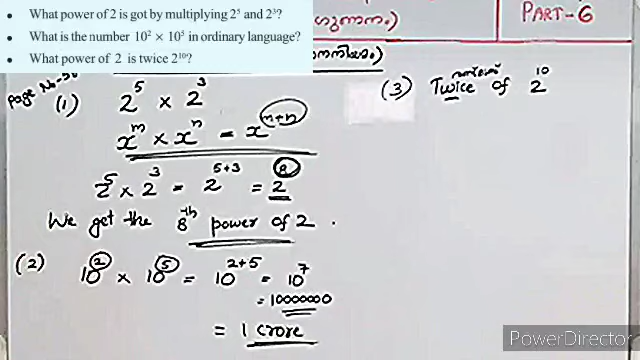 • What power of 2 is got by multiplying 2⁵ and 2³?
• What is the number 10² × 10⁵ in ordinary language?
• What power of 2 is twice 2¹⁰?
PART-6
Page No-
(1) 2⁵ × 2³
xᵐ × xⁿ = xᵐ⁺ⁿ
2⁵ × 2³ = 2⁵⁺³ = 2⁸
We get the 8th power of 2.
(2) 10² × 10⁵ = 10²⁺⁵ = 10⁷
= 10000000
= 1 crore
(3) Twice of 2¹⁰
PowerDirector